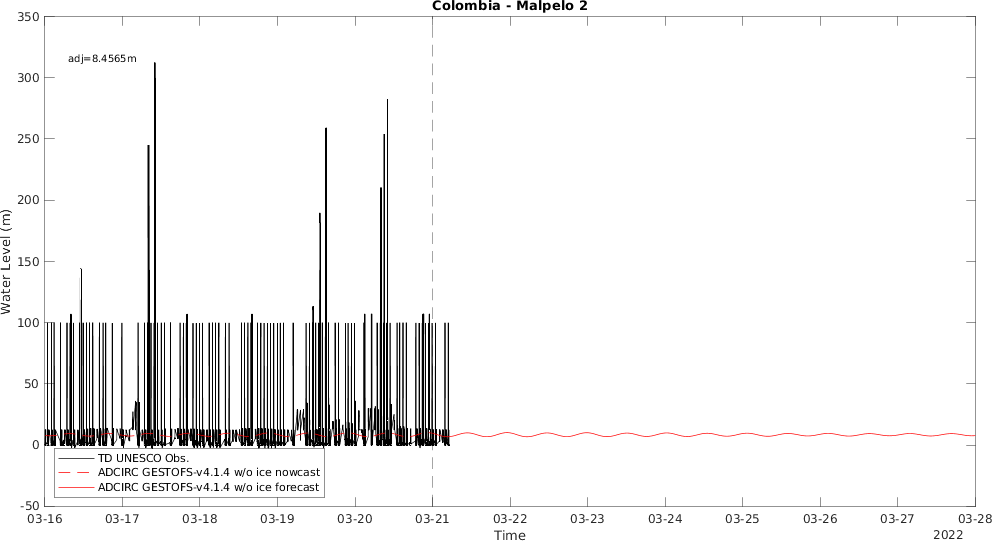 Colombia - Malpelo 2
350
adj=8.4565m
300
250
200
150
100
50
0
-50
Water Level (m)
TD UNESCO Obs.
ADCIRC GESTOFS-v4.1.4 w/o ice nowcast
ADCIRC GESTOFS-v4.1.4 w/o ice forecast
03-16 03-17 03-18 03-19 03-20 03-21 03-22 03-23 03-24 03-25 03-26 03-27 03-28
Time
2022